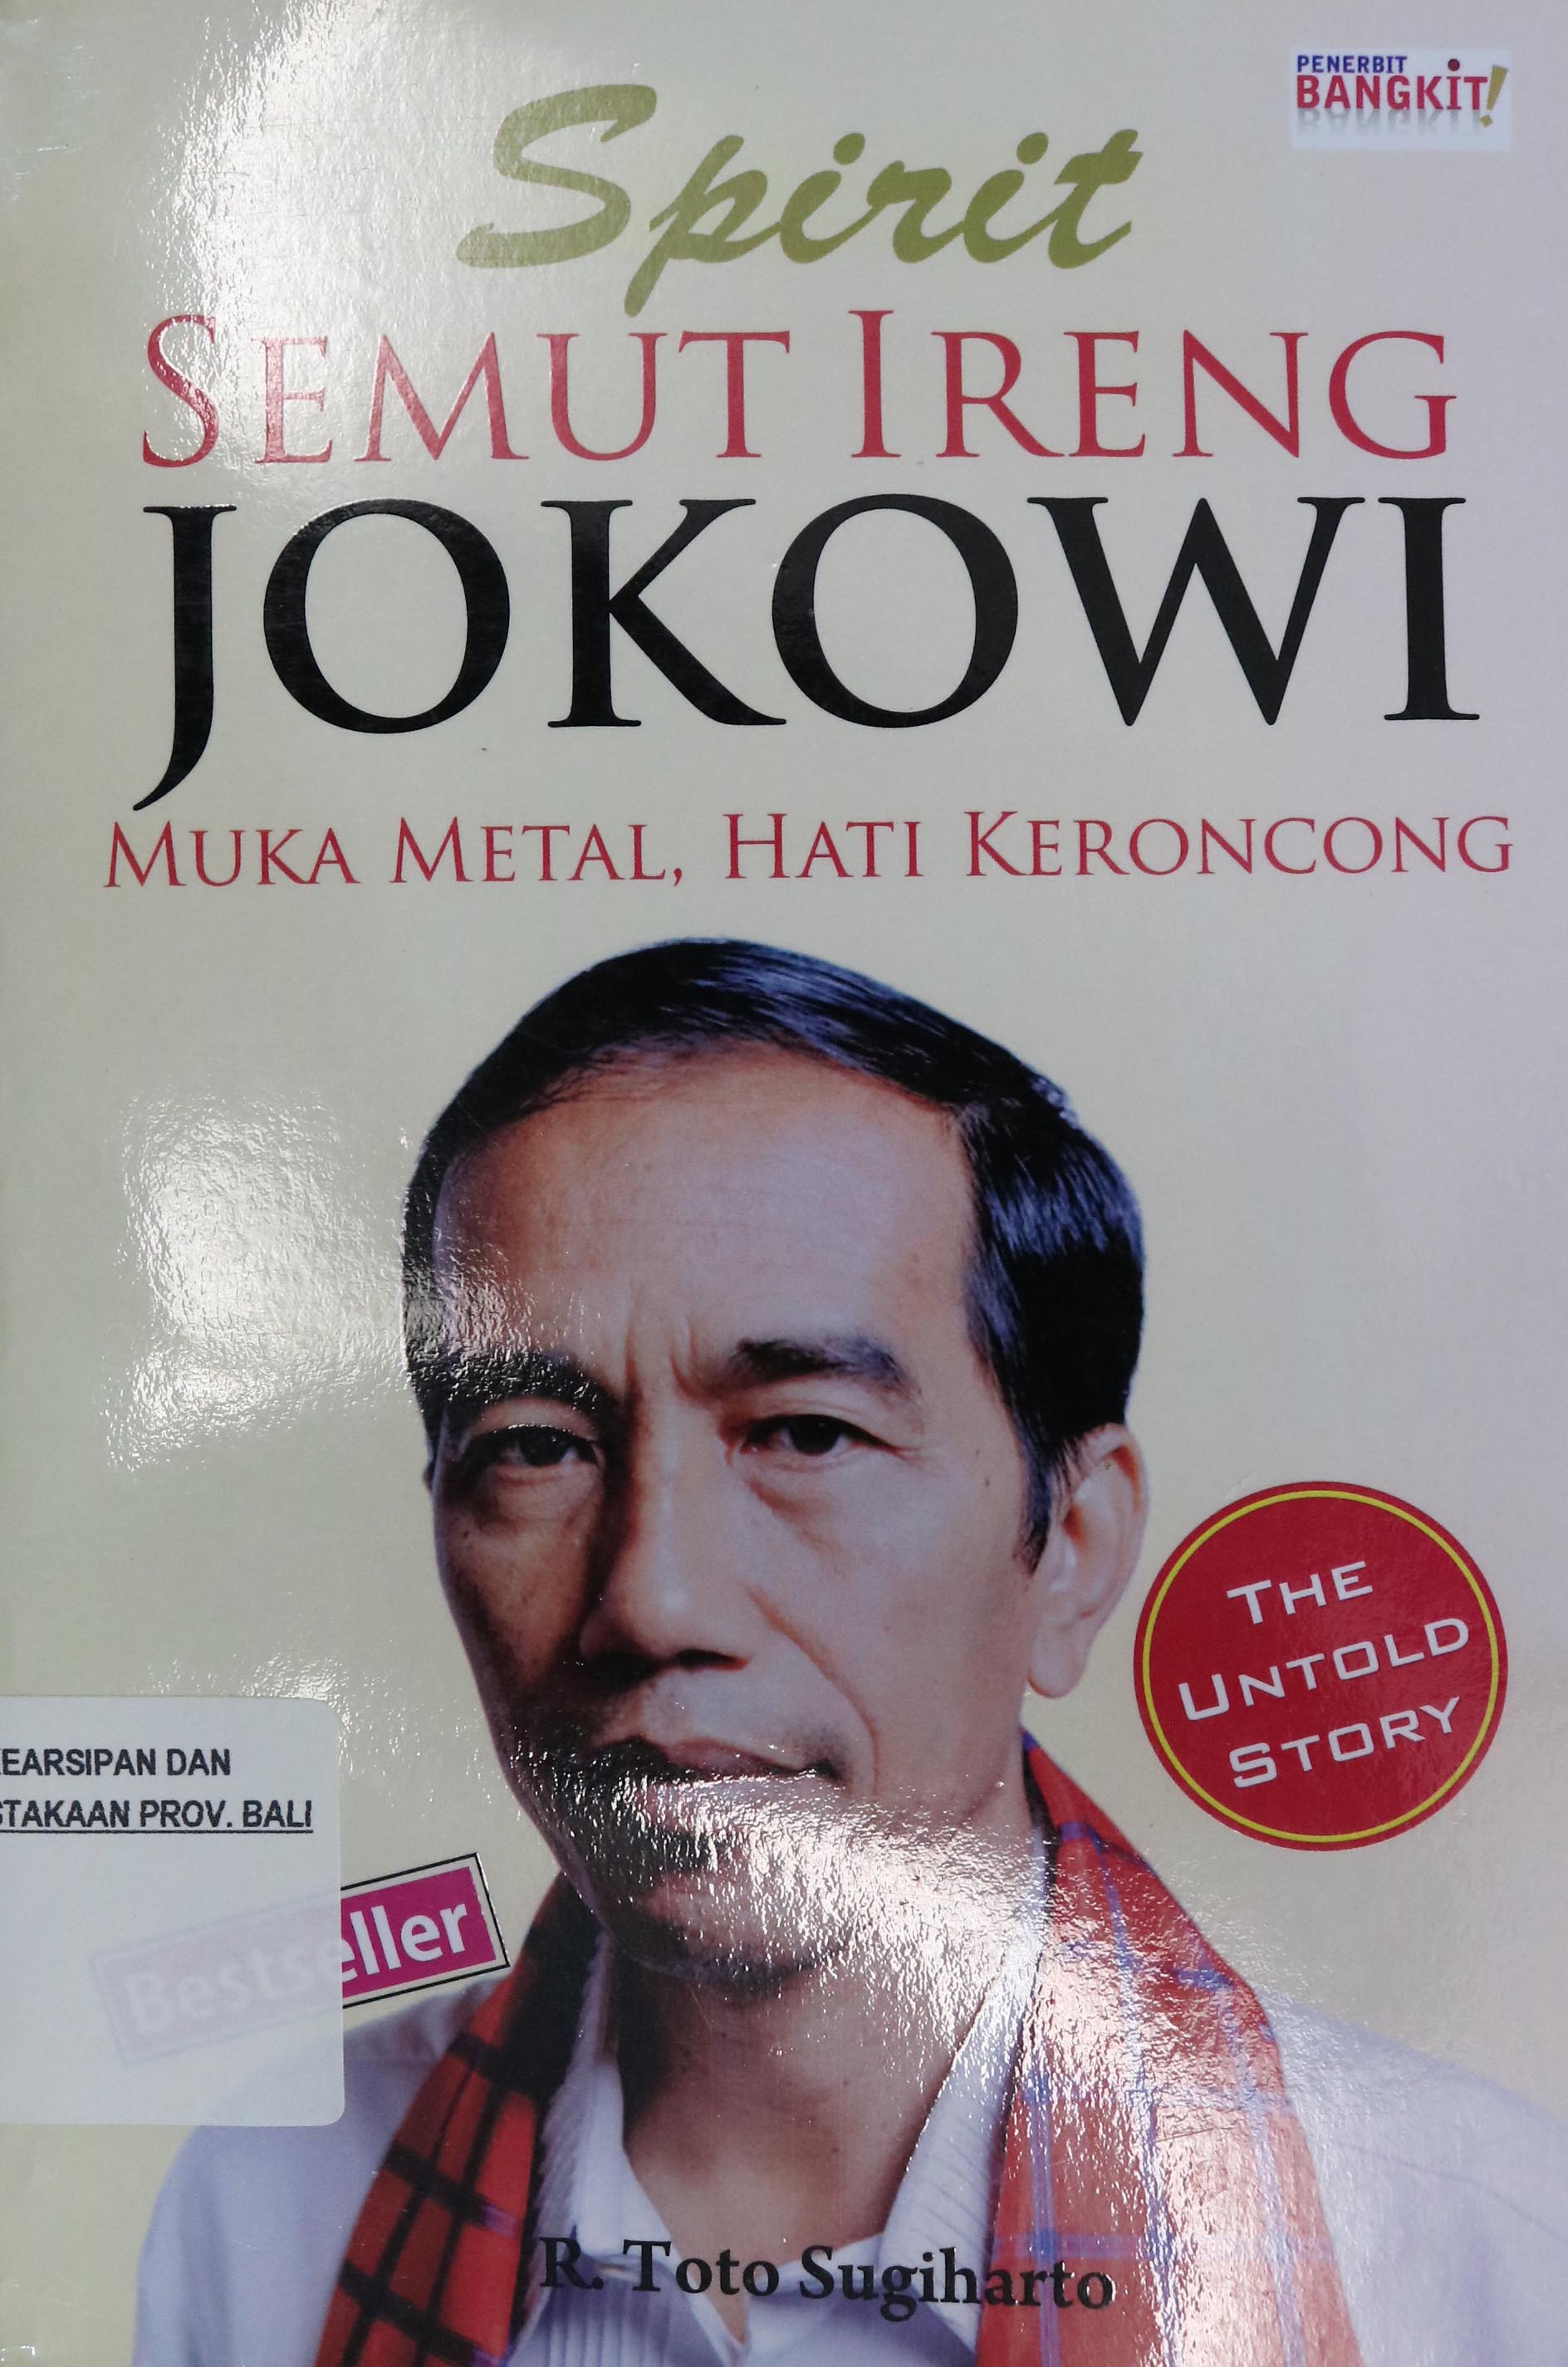 PENERBIT
BANGKIT!
Spirit
SEMUT IRENG
JOKOWI
MUKA METAL, HATI KERONCONG
THE
UNTOLD
STORY
EARSIPAN DAN
STAKAAN PROV. BALI
Bestseller
R. Toto Sugiharto